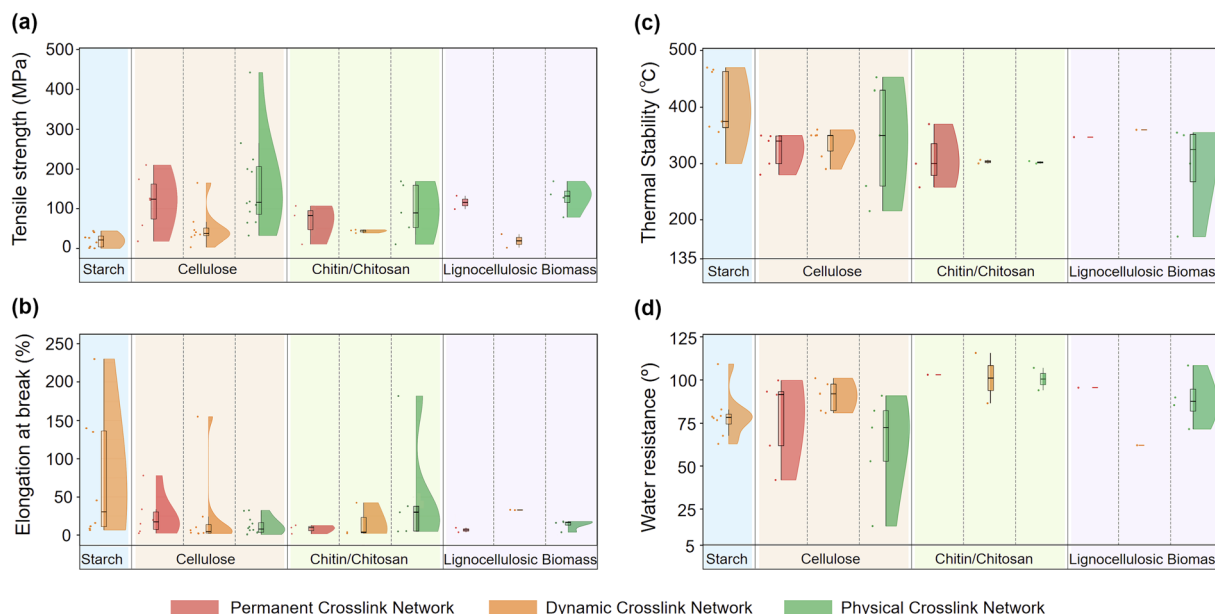 (a)
Tensile strength (MPa)
500
400
300
200
100
0
Starch
Cellulose
Chitin/Chitosan
Lignocellulosic Biomass
(b)
Elongation at break (%)
250
200
150
100
50
0
Starch
Cellulose
Chitin/Chitosan
Lignocellulosic Biomass
(c)
Thermal Stability (℃)
500
400
300
200
135
Starch
Cellulose
Chitin/Chitosan
Lignocellulosic Biomass
(d)
Water resistance (º)
125
100
75
50
25
5
Starch
Cellulose
Chitin/Chitosan
Lignocellulosic Biomass
Permanent Crosslink Network
Dynamic Crosslink Network
Physical Crosslink Network